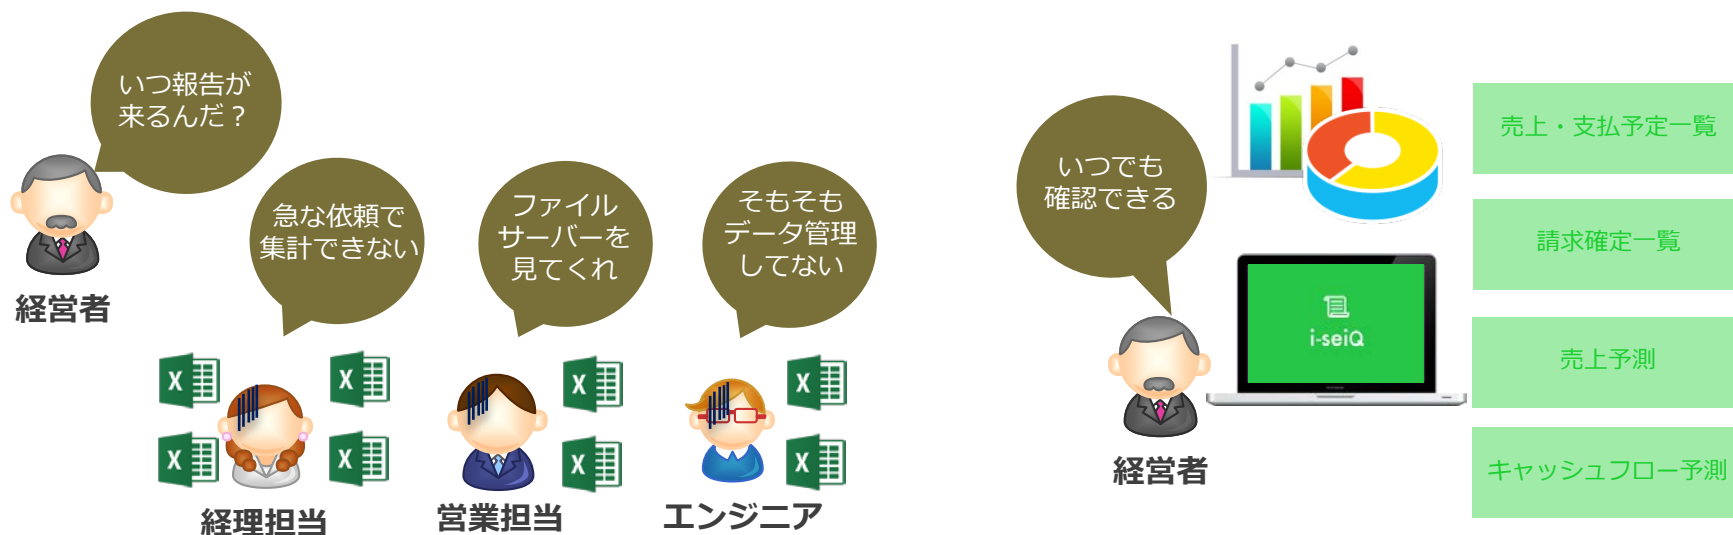 いつ報告が
来るんだ？
経営者
急な依頼で
集計できない
経理担当
ファイル
サーバーを
見てくれ
営業担当
そもそも
データ管理
してない
エンジニア
X
X
X
X
X
X
X
X
いつでも
確認できる
経営者
i-seiQ
売上・支払予定一覧
請求確定一覧
売上予測
キャッシュフロー予測